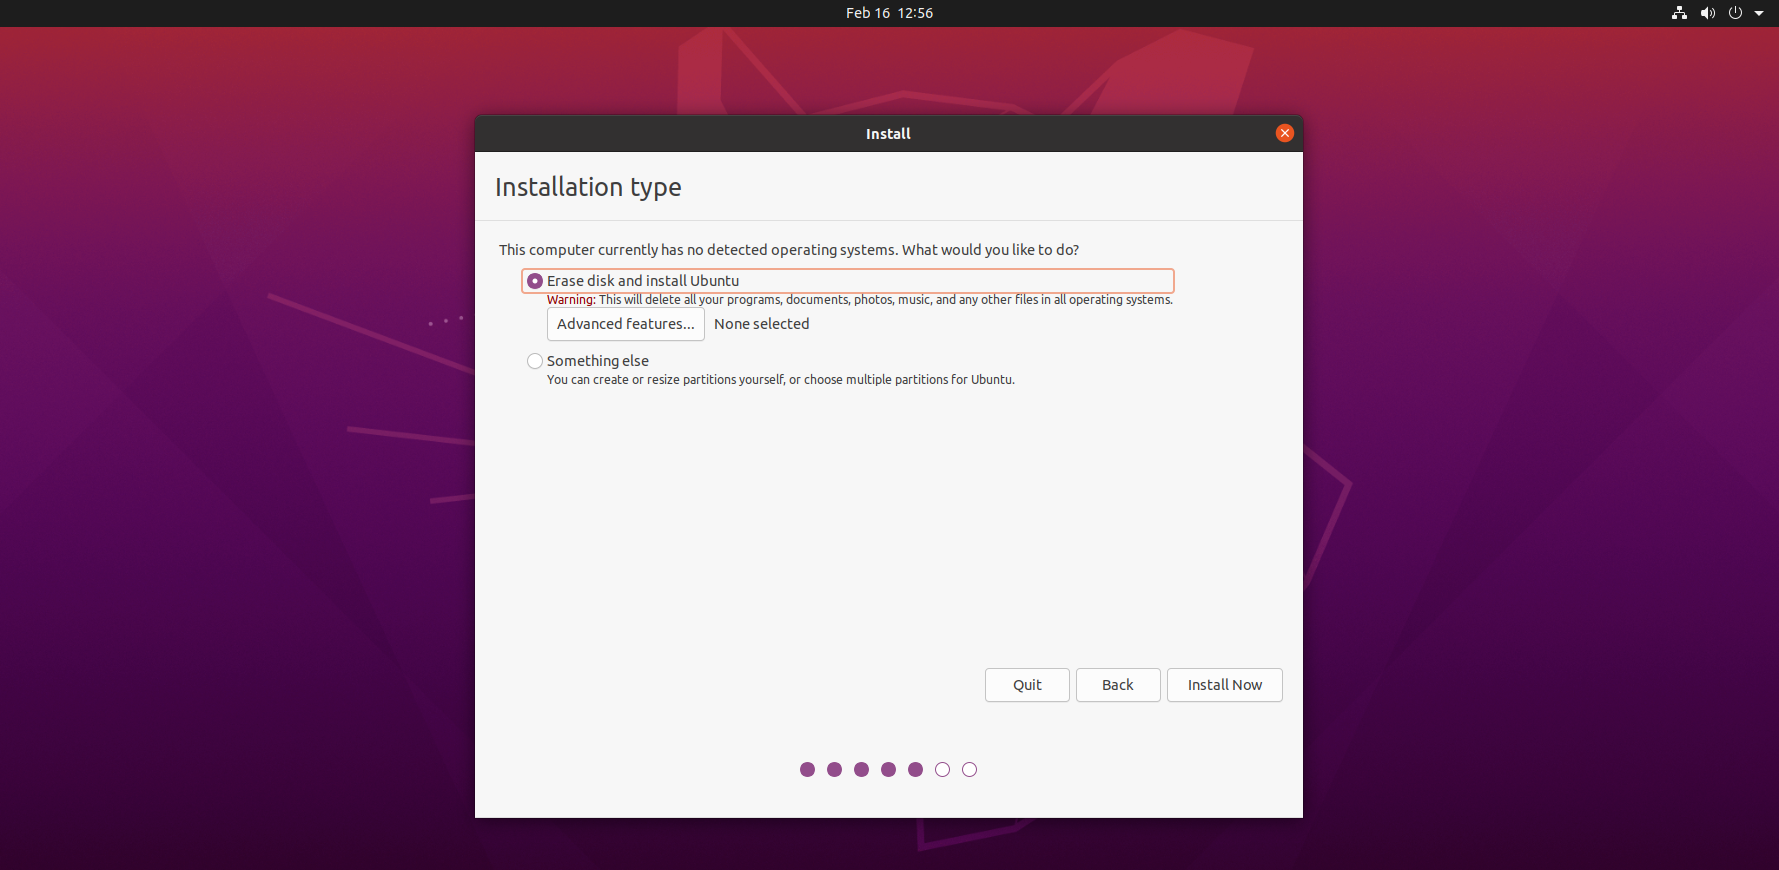 Feb 16 12:56
Install
Installation type
This computer currently has no detected operating systems. What would you like to do?
Erase disk and install Ubuntu
Warning: This will delete all your programs, documents, photos, music, and any other files in all operating systems.
Advanced features... None selected
Something else
You can create or resize partitions yourself, or choose multiple partitions for Ubuntu.
Quit Back Install Now